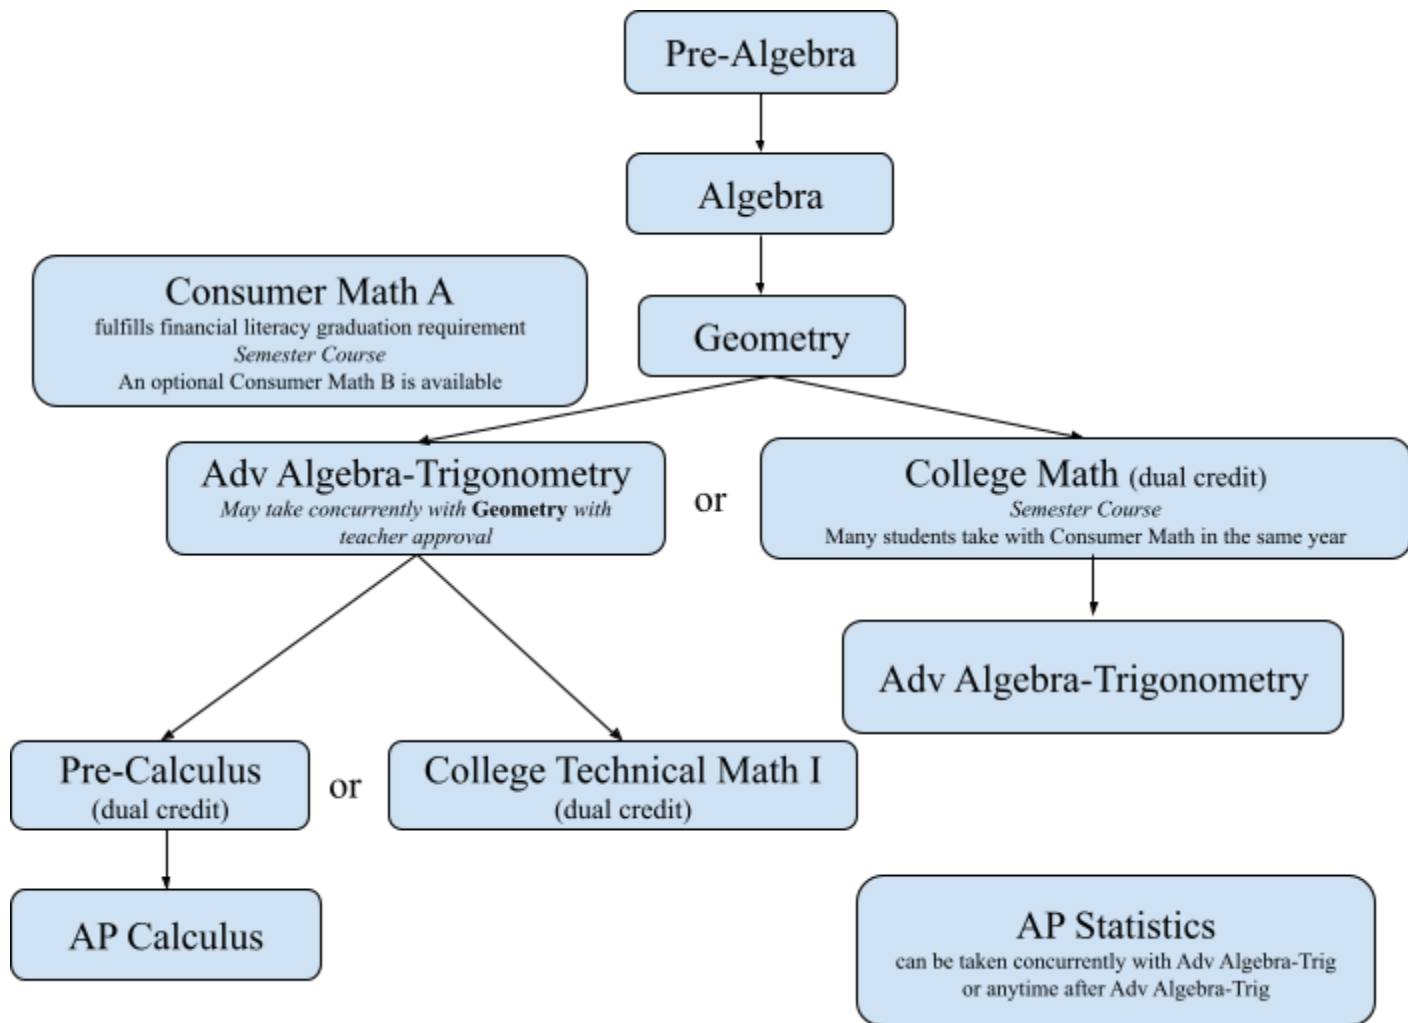 Pre-Algebra
Algebra
Consumer Math A
fulfills financial literacy graduation requirement
Semester Course
An optional Consumer Math B is available
Geometry
Adv Algebra-Trigonometry
May take concurrently with Geometry with
teacher approval
or
College Math (dual credit)
Semester Course
Many students take with Consumer Math in the same year
Adv Algebra-Trigonometry
Pre-Calculus
(dual credit)
or
College Technical Math I
(dual credit)
AP Calculus
AP Statistics
can be taken concurrently with Adv Algebra-Trig
or anytime after Adv Algebra-Trig